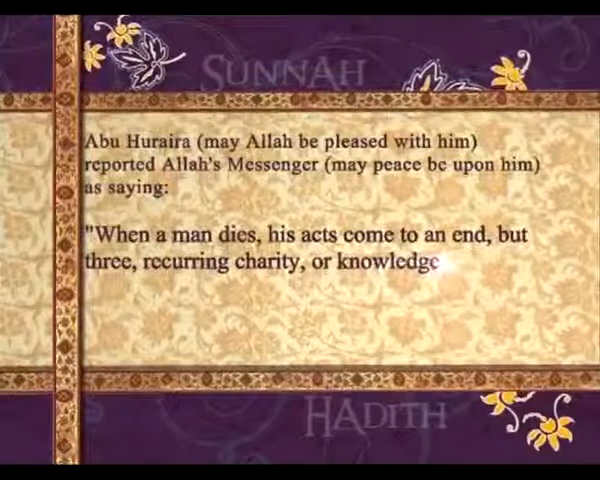 SUNNAH
Abu Huraira (may Allah be pleased with him)
reported Allah's Messenger (may peace be upon him)
as saying:
"When a man dies, his acts come to an end, but
three, recurring charity, or knowledge
HADITH